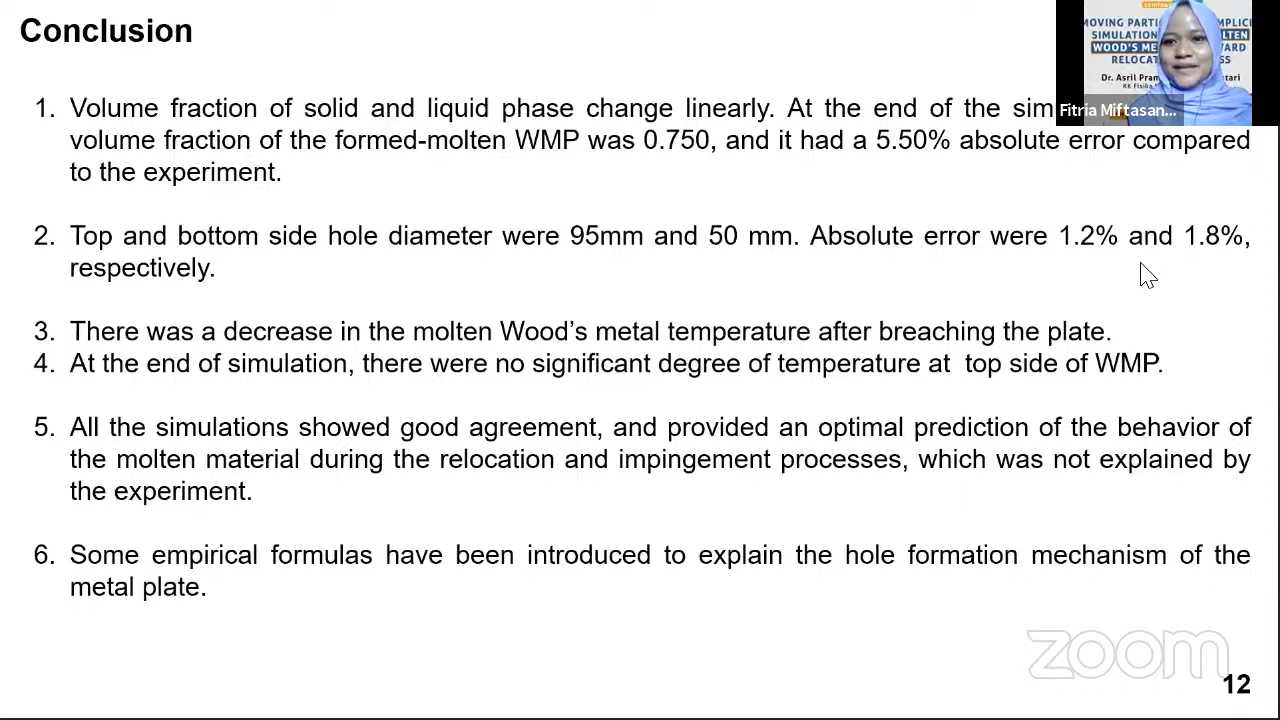 Conclusion
1. Volume fraction of solid and liquid phase change linearly. At the end of the
volume fraction of the formed-molten WMP was 0.750, and it had a 5.50% absolute error compared
to the experiment.
2. Top and bottom side hole diameter were 95mm and 50 mm. Absolute error were 1.2% and 1.8%,
respectively.
3. There was a decrease in the molten Wood’s metal temperature after breaching the plate.
4. At the end of simulation, there were no significant degree of temperature at top side of WMP.
5. All the simulations showed good agreement, and provided an optimal prediction of the behavior of
the molten material during the relocation and impingement processes, which was not explained by
the experiment.
6. Some empirical formulas have been introduced to explain the hole formation mechanism of the
metal plate.
SIMULATION
WOOD'S
Dr. Asril
Fitria Miftasan...
zoom
12